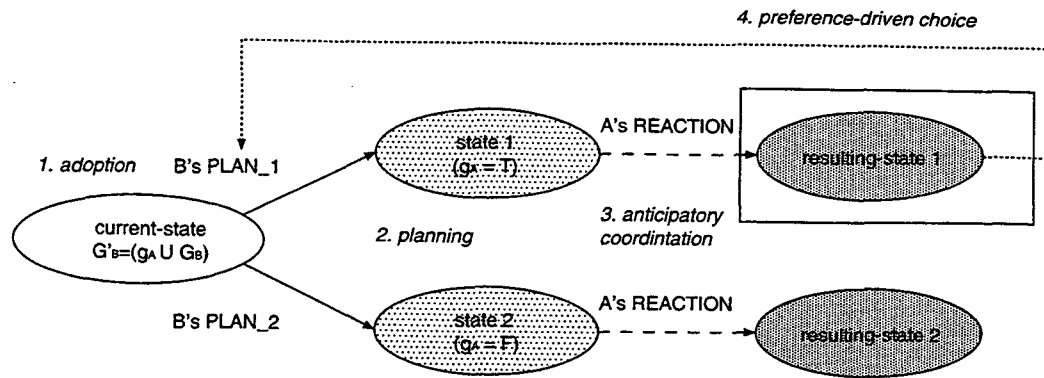 4. preference-driven choice
A's REACTION
state 1
(gA = T)
resulting-state 1
1. adoption
B's PLAN_1
current-state
G'B=(gA U GB)
2. planning
3. anticipatory
coordintation
A's REACTION
state 2
(gA = F)
resulting-state 2
B's PLAN_2